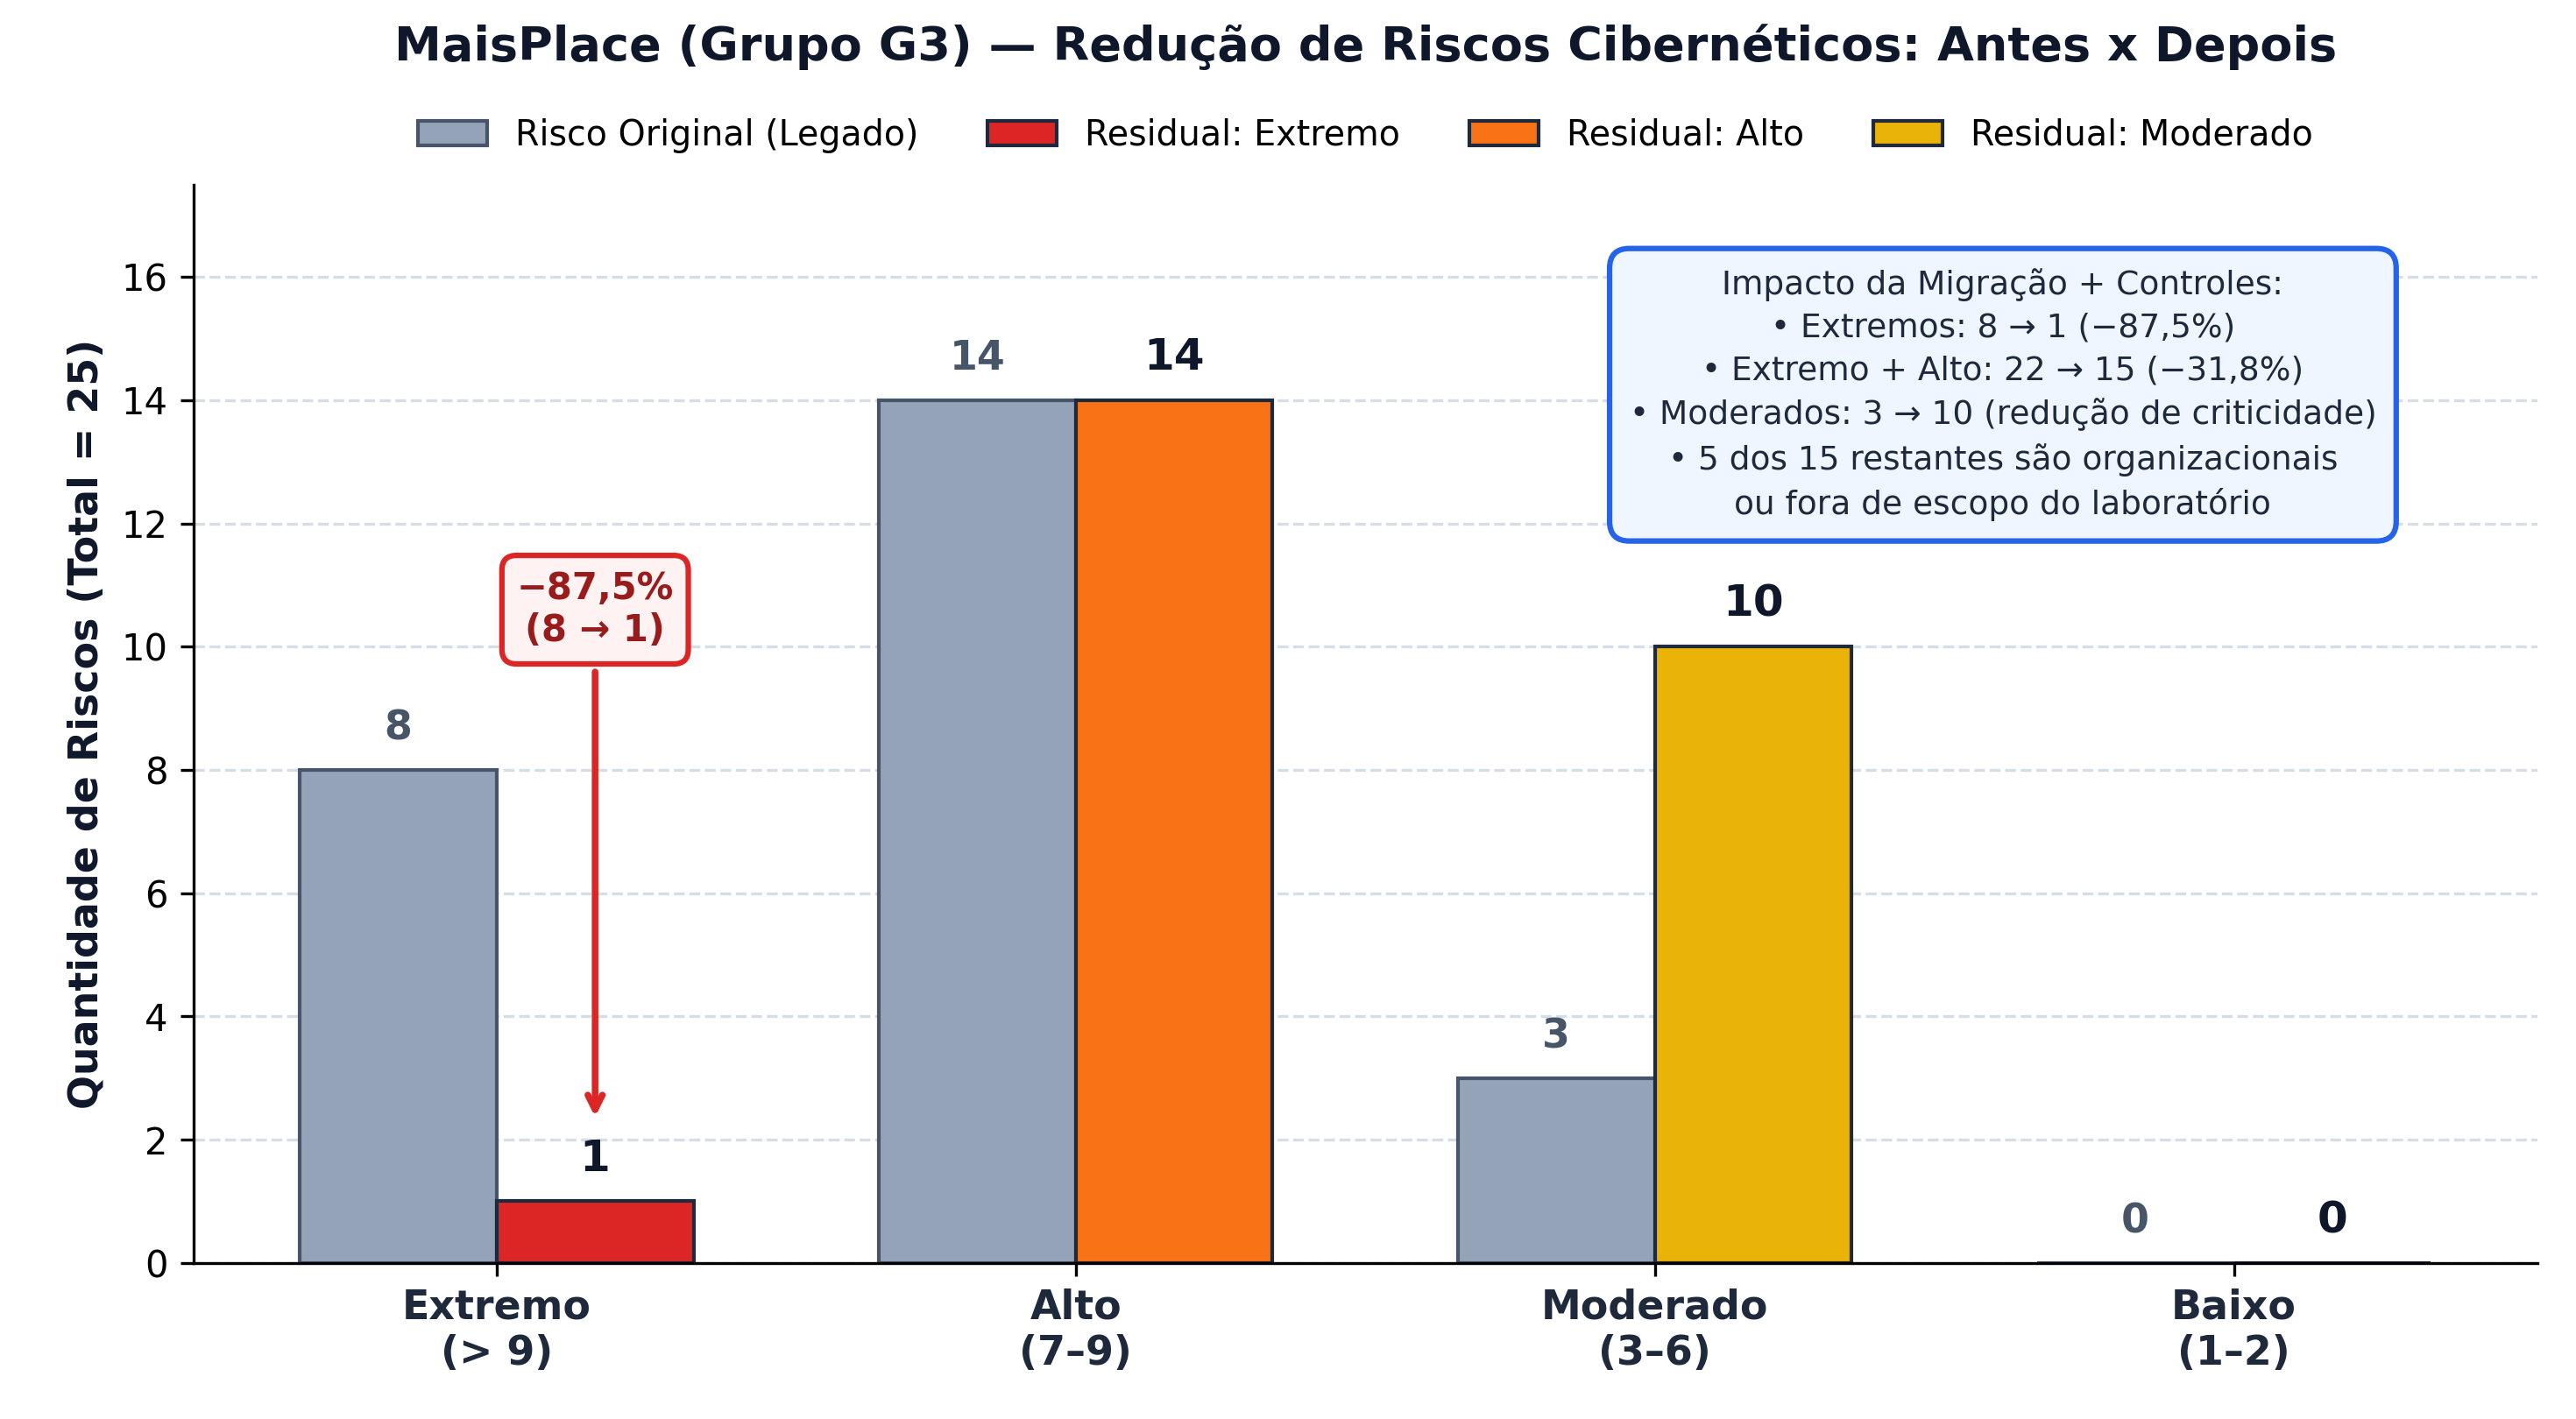 MaisPlace (Grupo G3) — Redução de Riscos Cibernéticos: Antes x Depois
Risco Original (Legado)
Residual: Extremo
Residual: Alto
Residual: Moderado
Quantidade de Riscos (Total = 25)
16
14
12
10
8
6
4
2
0
Impacto da Migração + Controles:
• Extremos: 8 → 1 (−87,5%)
• Extremo + Alto: 22 → 15 (−31,8%)
• Moderados: 3 → 10 (redução de criticidade)
• 5 dos 15 restantes são organizacionais
ou fora de escopo do laboratório
−87,5%
(8 → 1)
8
1
14
14
3
10
0
0
Extremo
(> 9)
Alto
(7–9)
Moderado
(3–6)
Baixo
(1–2)